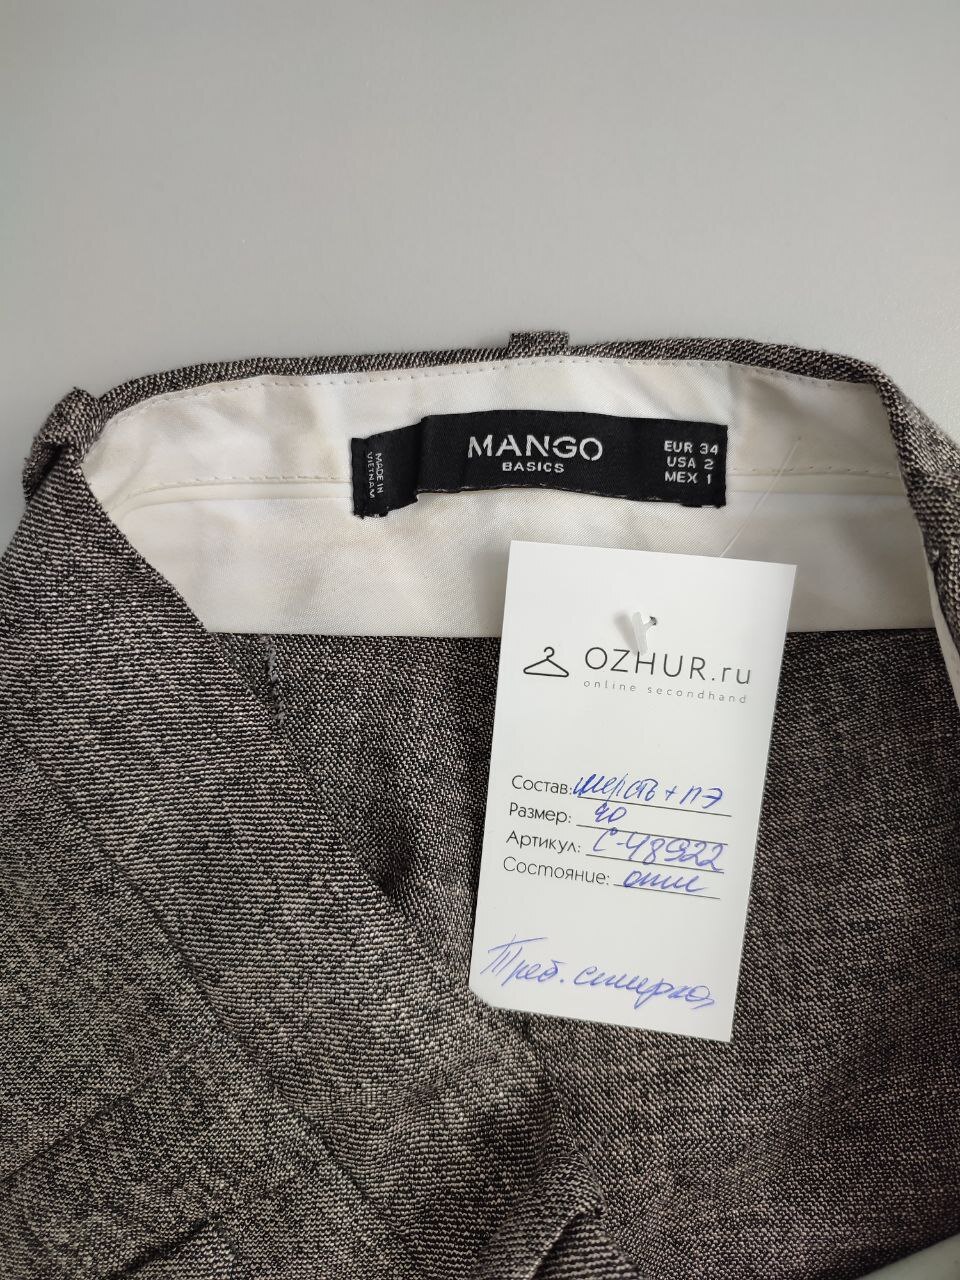 MADE IN
VIETNAM
MANGO
BASICS
EUR 34
USA 2
MEX 1
OZHUR.ru
online secondhand
Состав: шерсть + ПЭ
Размер: 40
Артикул: С-48922
Состояние: отл
Треб. стирка